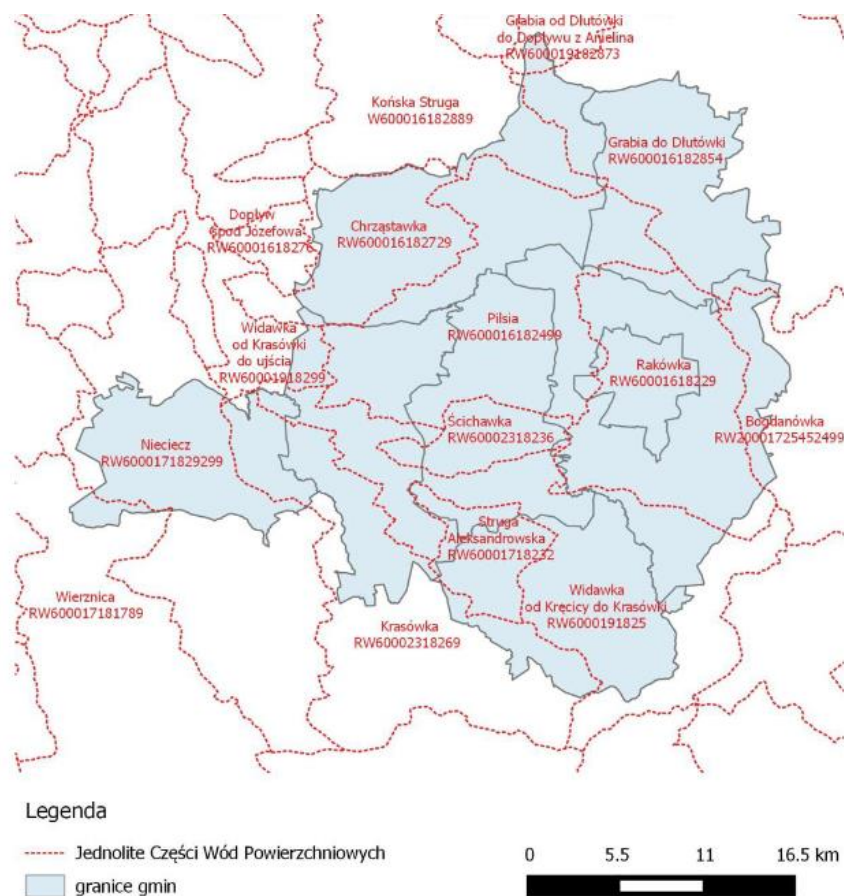 Grabia od Dłutówki
do Dopływu z Anielina
RW600019182873
Końska Struga
W600016182889
Grabia do Dłutówki
RW600016182854
Dopływ
spod Józefowa
RW60001618276
Chrząstawka
RW600016182729
Pilsia
RW600016182499
Widawka
od Krasówki
do ujścia
RW60001918299
Rakówka
RW60001618229
Nieciecz
RW6000171829299
Ścichawka
RW60002318236
Bogdanówka
RW20001725452499
Struga
Aleksandrowska
RW60001718232
Wierznica
RW600017181789
Widawka
od Kręcicy do Krasówki
RW6000191825
Krasówka
RW60002318269
Legenda
Jednolite Części Wód Powierzchniowych
granice gmin
0 5.5 11 16.5 km